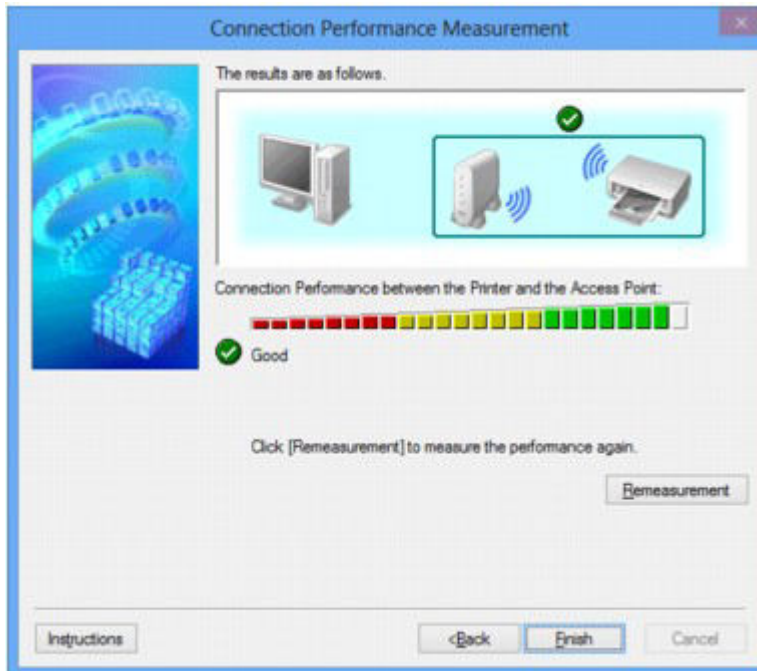 Connection Performance Measurement
The results are as follows.
Connection Performance between the Printer and the Access Point:
Good
Click [Remeasurement] to measure the performance again.
Remeasurement
Instructions
<Back
Finish
Cancel